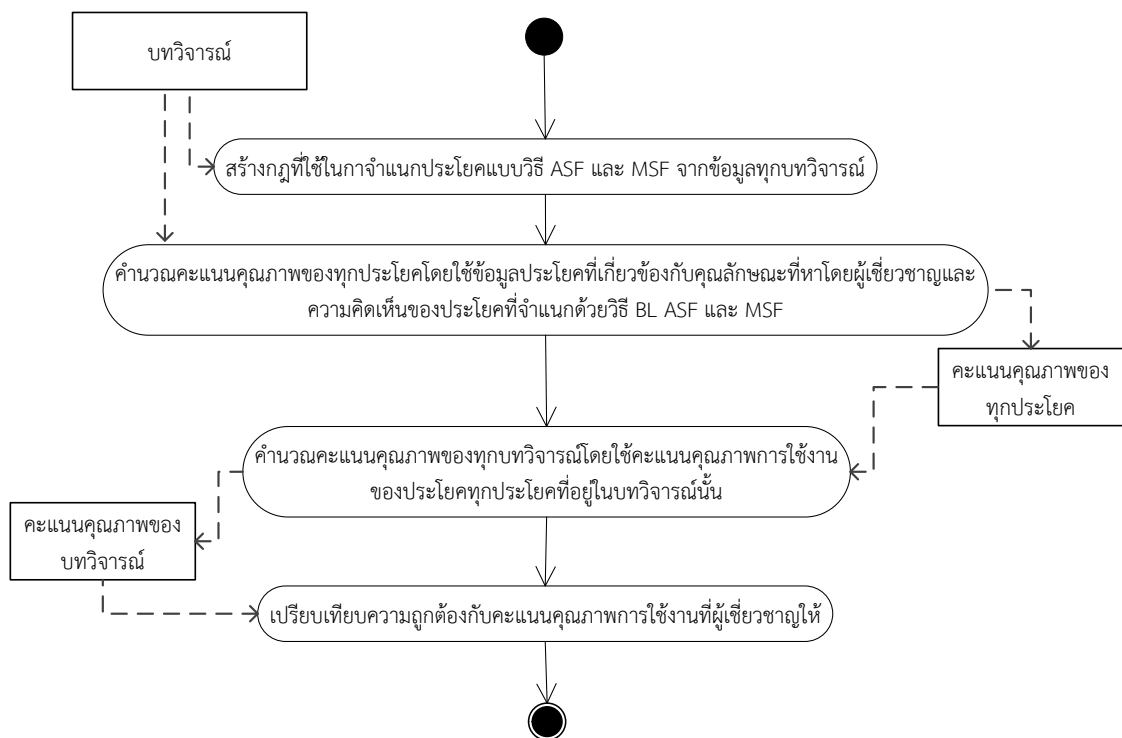 บทวิจารณ์
สร้างกฎที่ใช้ในกาจำแนกประโยคแบบวิธี ASF และ MSF จากข้อมูลทุกบทวิจารณ์
คำนวณคะแนนคุณภาพของทุกประโยคโดยใช้ข้อมูลประโยคที่เกี่ยวข้องกับคุณลักษณะที่หาโดยผู้เชี่ยวชาญและ
ความคิดเห็นของประโยคที่จำแนกด้วยวิธี BL ASF และ MSF
คะแนนคุณภาพของ
ทุกประโยค
คำนวณคะแนนคุณภาพของทุกบทวิจารณ์โดยใช้คะแนนคุณภาพการใช้งาน
ของประโยคทุกประโยคที่อยู่ในบทวิจารณ์นั้น
คะแนนคุณภาพของ
บทวิจารณ์
เปรียบเทียบความถูกต้องกับคะแนนคุณภาพการใช้งานที่ผู้เชี่ยวชาญให้